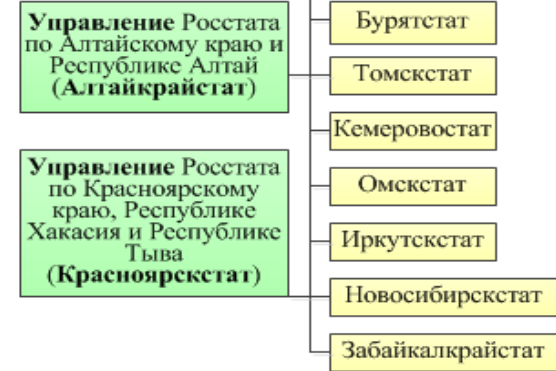 Управление Росстата
по Алтайскому краю и
Республике Алтай
(Алтайкрайстат)
Управление Росстата
по Красноярскому
краю, Республике
Хакасия и Республике
Тыва
(Красноярскстат)
Бурятстат
Томскстат
Кемеровостат
Омскстат
Иркутскстат
Новосибирскстат
Забайкалкрайстат